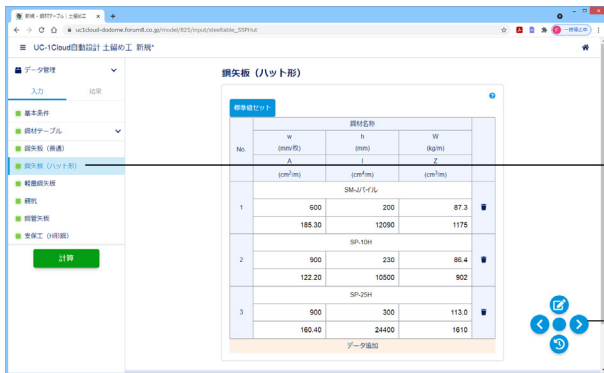 新規 - 鋼材ﾃｰﾌﾞﾙ | 土留め工
uc1cloud-dodome.forum8.co.jp/model/825/input/steeltable_SSPHut
一時停止中
UC-1Cloud自動設計 土留め工 新規*
データ管理
入力 結果
基本条件
鋼材テーブル
鋼矢板（普通）
鋼矢板（ハット形）
軽量鋼矢板
親杭
鋼管矢板
支保工（H形鋼）
計算
鋼矢板（ハット形）
標準値セット
No. 鋼材名称
w h W
(mm/枚) (mm) (kg/m)
A I Z
(cm²/m) (cm⁴/m) (cm³/m)
SM-Jパイル
1 600 200 87.3
185.30 12090 1175
SP-10H
2 900 230 86.4
122.20 10500 902
SP-25H
3 900 300 113.0
160.40 24400 1610
データ追加